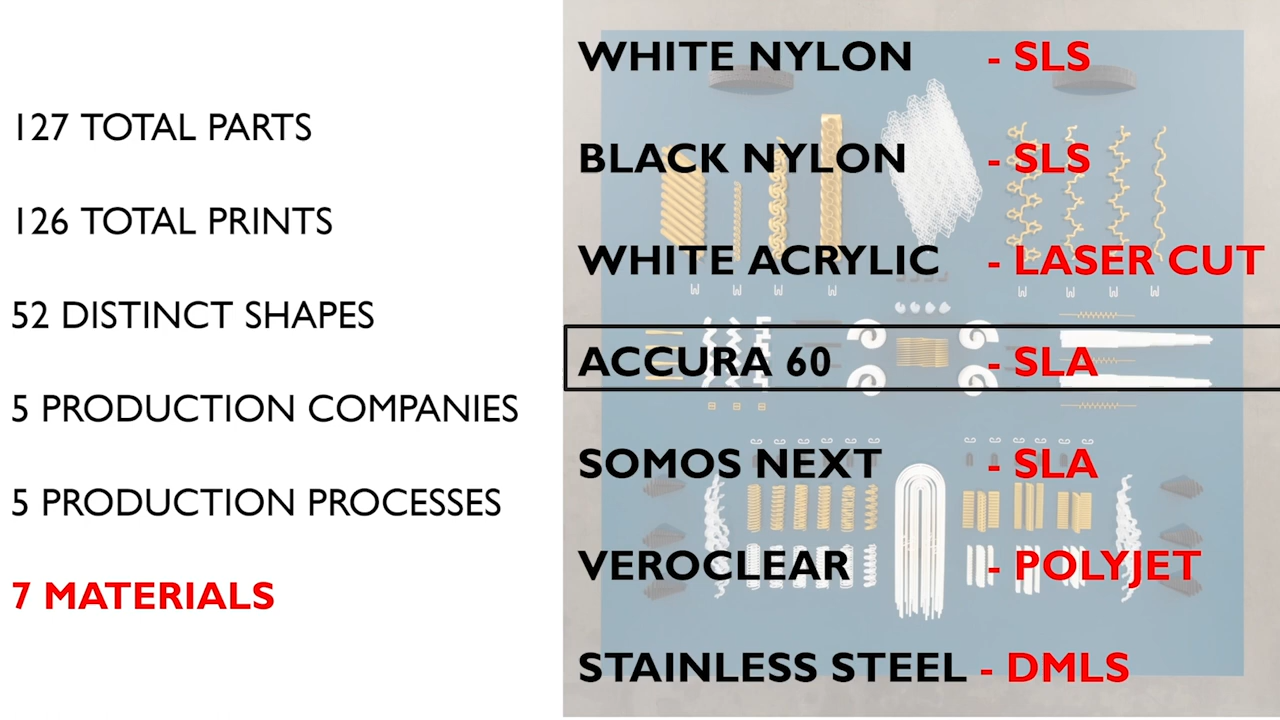 127 TOTAL PARTS
126 TOTAL PRINTS
52 DISTINCT SHAPES
5 PRODUCTION COMPANIES
5 PRODUCTION PROCESSES
7 MATERIALS
WHITE NYLON - SLS
BLACK NYLON - SLS
WHITE ACRYLIC - LASER CUT
ACCURA 60 - SLA
SOMOS NEXT - SLA
VEROCLEAR - POLYJET
STAINLESS STEEL - DMLS